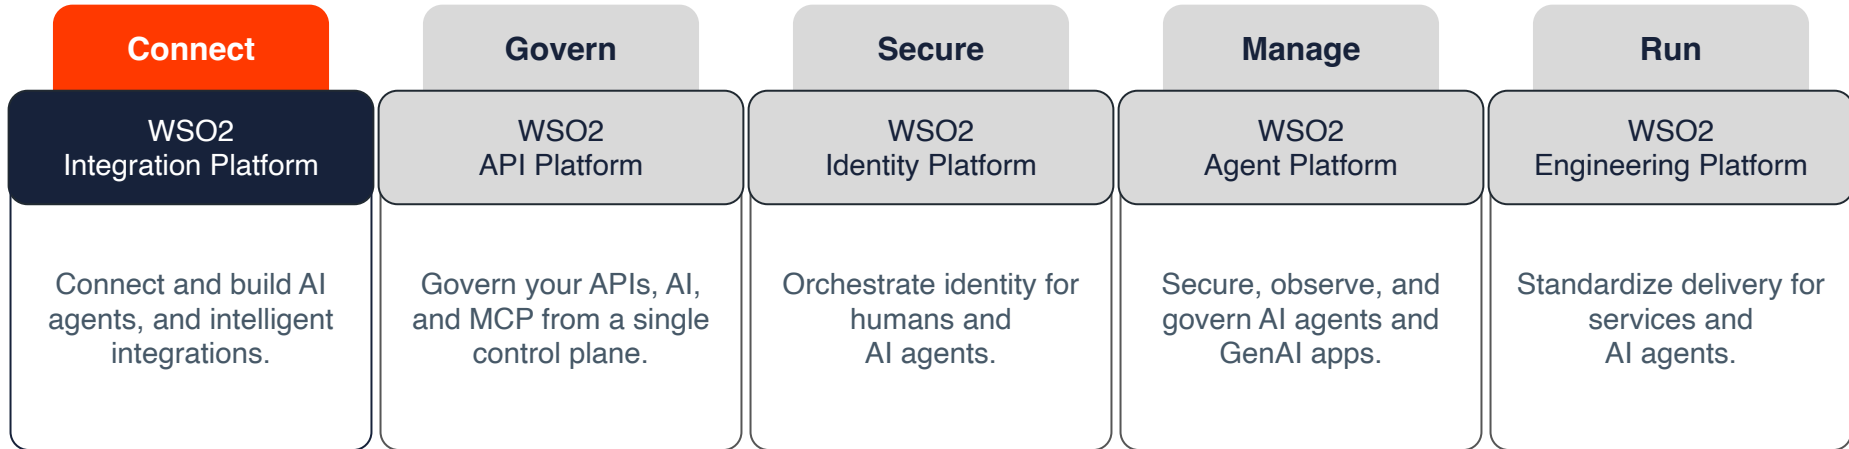 Connect
WSO2
Integration Platform
Connect and build AI
agents, and intelligent
integrations.
Govern
WSO2
API Platform
Govern your APIs, AI,
and MCP from a single
control plane.
Secure
WSO2
Identity Platform
Orchestrate identity for
humans and
AI agents.
Manage
WSO2
Agent Platform
Secure, observe, and
govern AI agents and
GenAI apps.
Run
WSO2
Engineering Platform
Standardize delivery for
services and
AI agents.